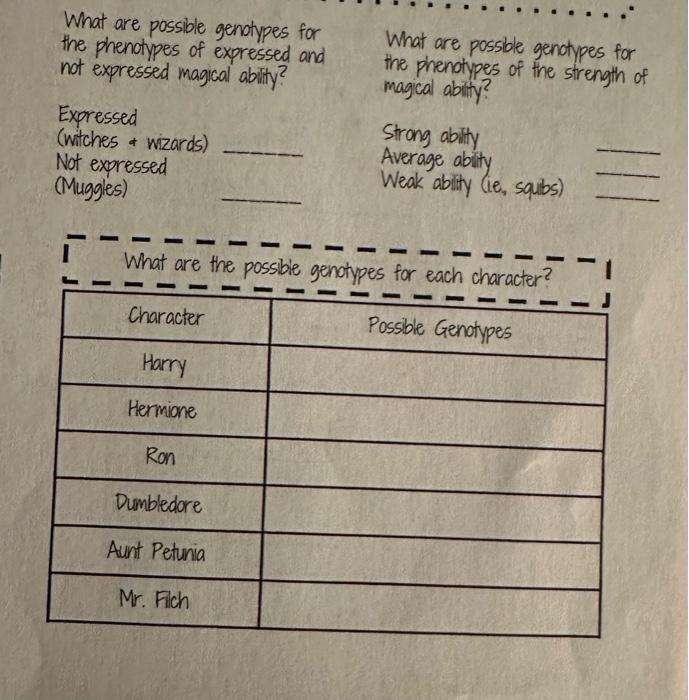 What are possible genotypes for
the phenotypes of expressed and
not expressed magical ability?
Expressed
(witches + wizards)
Not expressed
(Muggles)
What are possible genotypes for
the phenotypes of the strength of
magical ability?
Strong ability
Average ability
Weak ability (ie, squibs)
What are the possible genotypes for each character?
Character
Possible Genotypes
Harry
Hermione
Ron
Dumbledore
Aunt Petunia
Mr. Filch